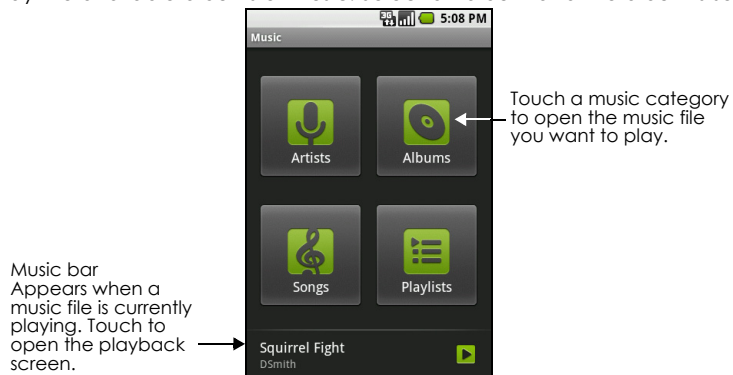 3G 5:08 PM
Music
Artists
Albums
Touch a music category
to open the music file
you want to play.
Songs
Playlists
Music bar
Appears when a
music file is currently
playing. Touch to
open the playback
screen.
Squirrel Fight
DSmith